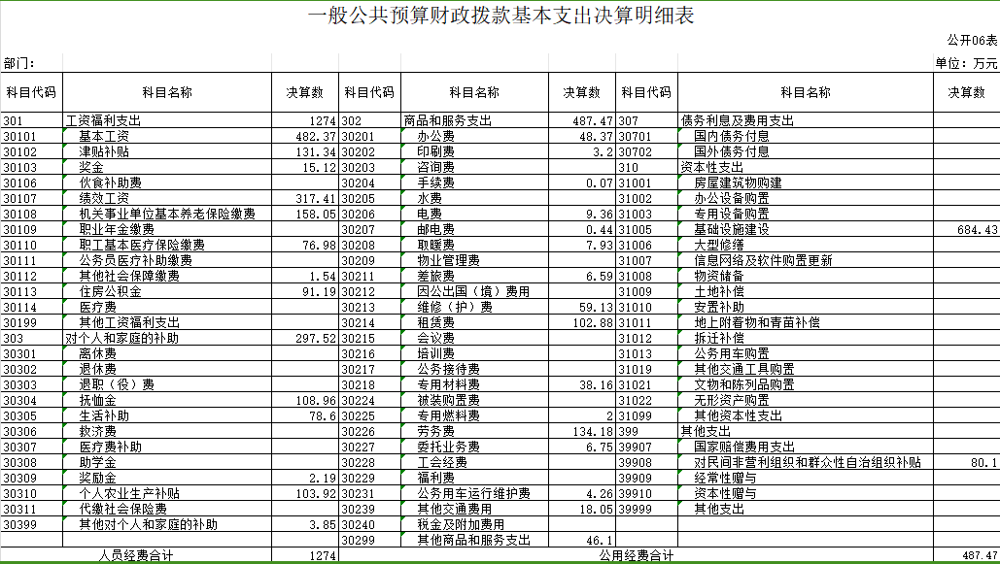 一般公共预算财政拨款基本支出决算明细表
公开06表
部门： 单位：万元
科目代码 科目名称 决算数 科目代码 科目名称 决算数 科目代码 科目名称 决算数
301 工资福利支出 1274 302 商品和服务支出 487.47 307 债务利息及费用支出
30101 基本工资 482.37 30201 办公费 48.37 30701 国内债务付息
30102 津贴补贴 131.34 30202 印刷费 3.2 30702 国外债务付息
30103 奖金 15.12 30203 咨询费 310 资本性支出
30106 伙食补助费 30204 手续费 0.07 31001 房屋建筑物购建
30107 绩效工资 317.41 30205 水费 31002 办公设备购置
30108 机关事业单位基本养老保险缴费 158.05 30206 电费 9.36 31003 专用设备购置
30109 职业年金缴费 30207 邮电费 0.44 31005 基础设施建设 684.43
30110 职工基本医疗保险缴费 76.98 30208 取暖费 7.93 31006 大型修缮
30111 公务员医疗补助缴费 30209 物业管理费 31007 信息网络及软件购置更新
30112 其他社会保障缴费 1.54 30211 差旅费 6.59 31008 物资储备
30113 住房公积金 91.19 30212 因公出国（境）费用 31009 土地补偿
30114 医疗费 30213 维修（护）费 59.13 31010 安置补助
30199 其他工资福利支出 30214 租赁费 102.88 31011 地上附着物和青苗补偿
303 对个人和家庭的补助 297.52 30215 会议费 31012 拆迁补偿
30301 离休费 30216 培训费 31013 公务用车购置
30302 退休费 30217 公务接待费 31019 其他交通工具购置
30303 退职（役）费 30218 专用材料费 38.16 31021 文物和陈列品购置
30304 抚恤金 108.96 30224 被装购置费 31022 无形资产购置
30305 生活补助 78.6 30225 专用燃料费 2 31099 其他资本性支出
30306 救济费 30226 劳务费 134.18 399 其他支出
30307 医疗费补助 30227 委托业务费 6.75 39907 国家赔偿费用支出
30308 助学金 30228 工会经费 39908 对民间非营利组织和群众性自治组织补贴 80.1
30309 奖励金 2.19 30229 福利费 39909 经常性赠与
30310 个人农业生产补贴 103.92 30231 公务用车运行维护费 4.26 39910 资本性赠与
30311 代缴社会保险费 30239 其他交通费用 18.05 39999 其他支出
30399 其他对个人和家庭的补助 3.85 30240 税金及附加费用
30299 其他商品和服务支出 46.1
人员经费合计 1274 公用经费合计 487.47